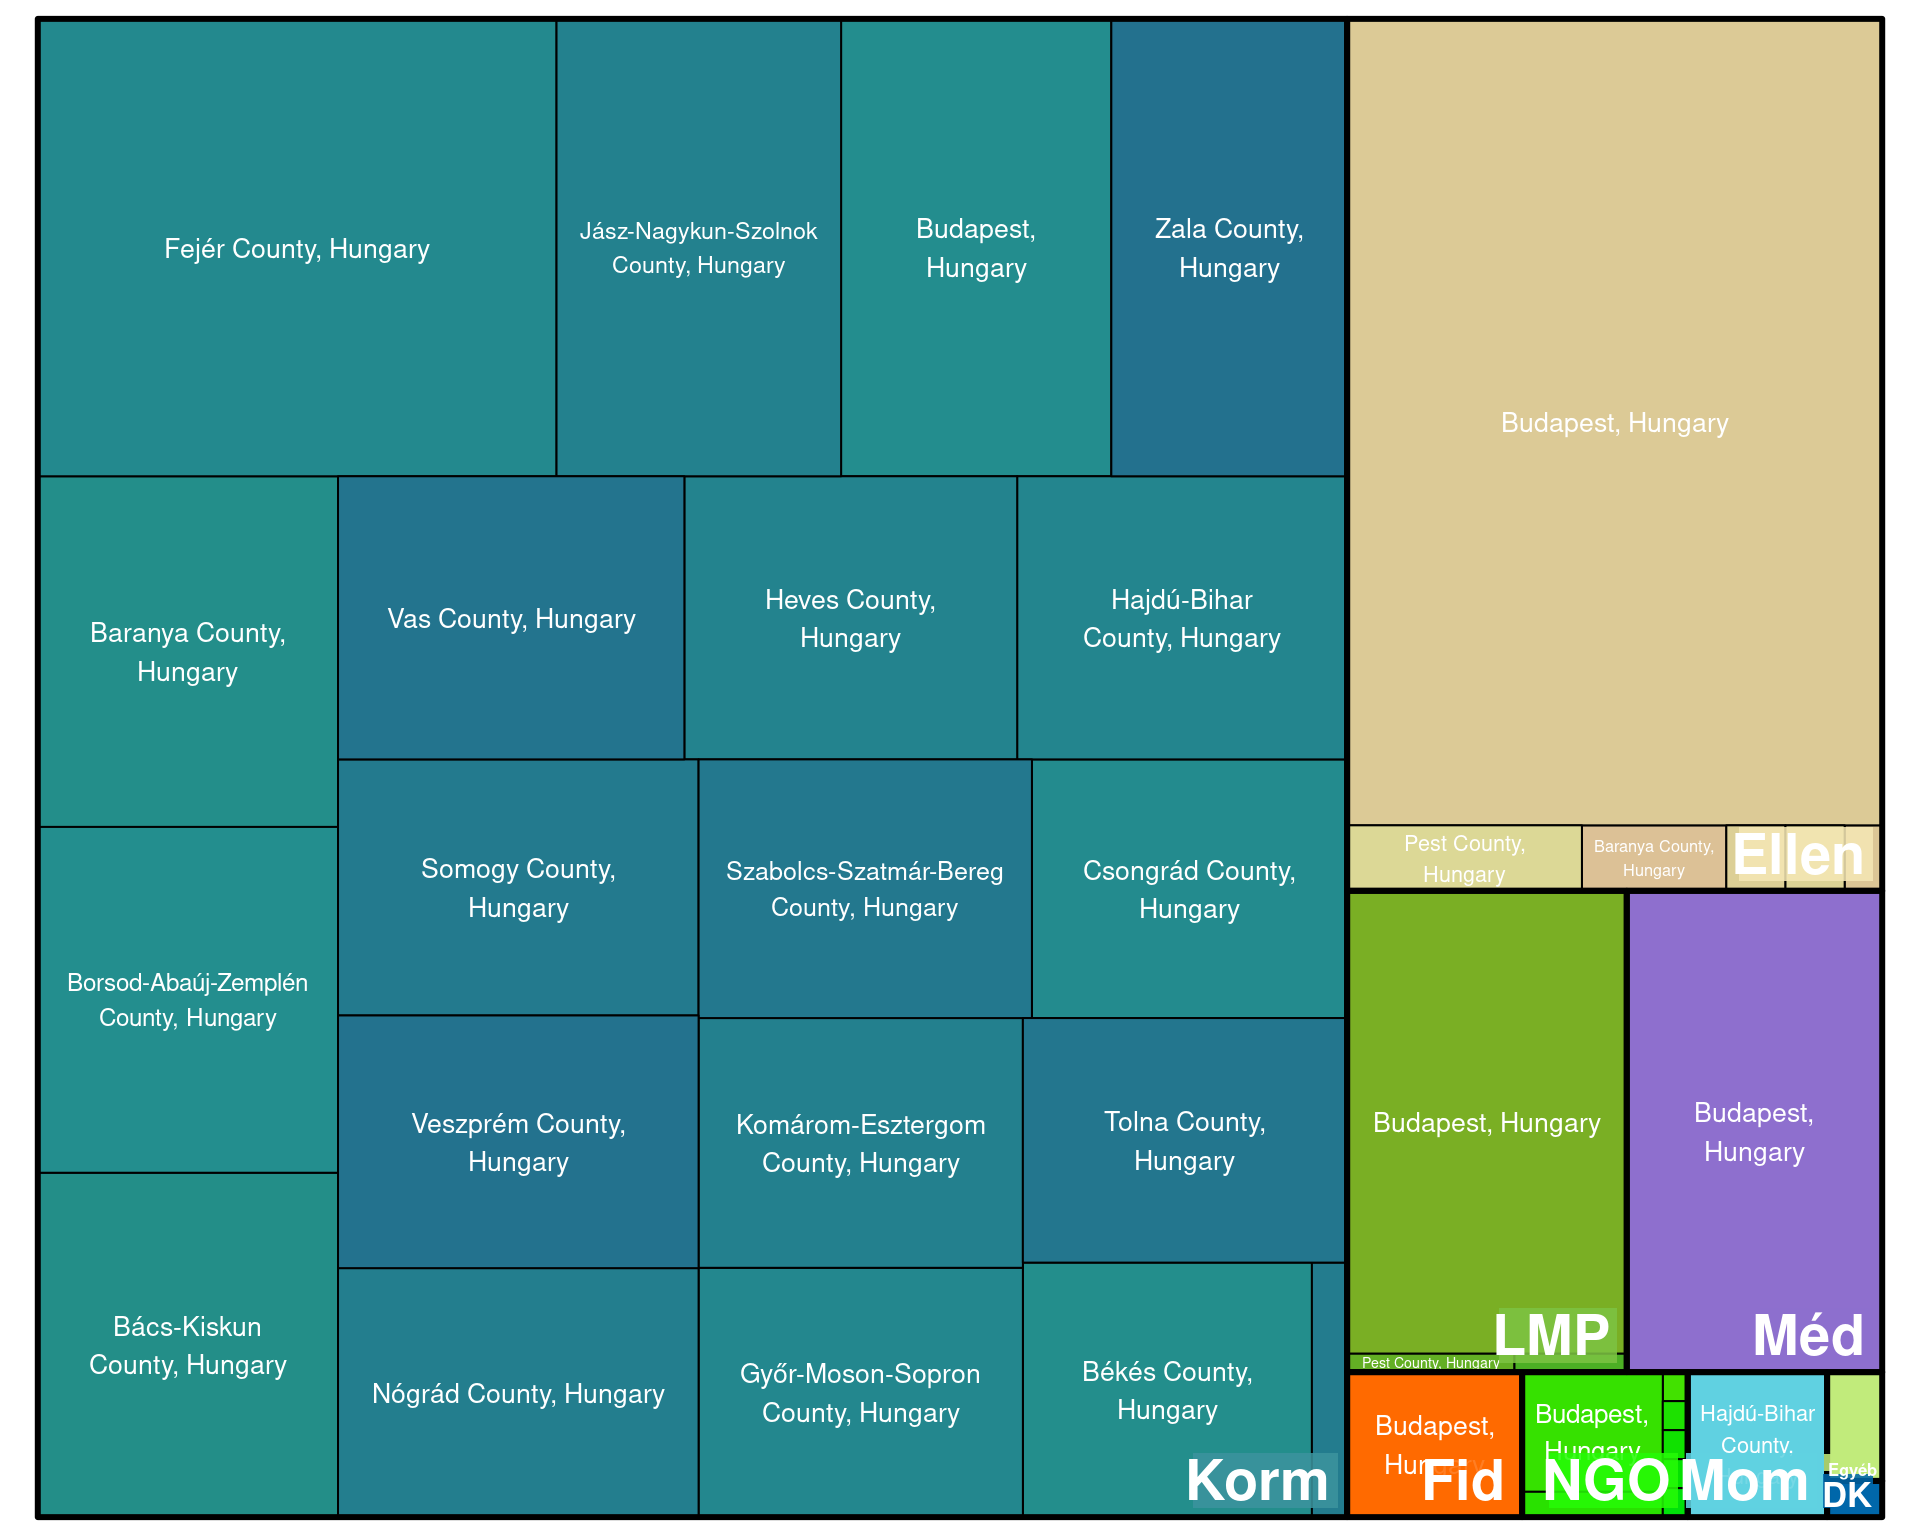 Fejér County, Hungary
Jász-Nagykun-Szolnok
County, Hungary
Budapest,
Hungary
Zala County,
Hungary
Baranya County,
Hungary
Vas County, Hungary
Heves County,
Hungary
Hajdú-Bihar
County, Hungary
Somogy County,
Hungary
Szabolcs-Szatmár-Bereg
County, Hungary
Csongrád County,
Hungary
Borsod-Abaúj-Zemplén
County, Hungary
Veszprém County,
Hungary
Komárom-Esztergom
County, Hungary
Tolna County,
Hungary
Bács-Kiskun
County, Hungary
Nógrád County, Hungary
Győr-Moson-Sopron
County, Hungary
Békés County,
Hungary
Korm
Budapest, Hungary
Pest County,
Hungary
Baranya County,
Hungary
Ellen
Budapest, Hungary
Pest County, Hungary
LMP
Budapest,
Hungary
Méd
Budapest,
Hungary
Fid
Budapest,
Hungary
NGO
Hajdú-Bihar
County,
Mom
Egyéb
DK